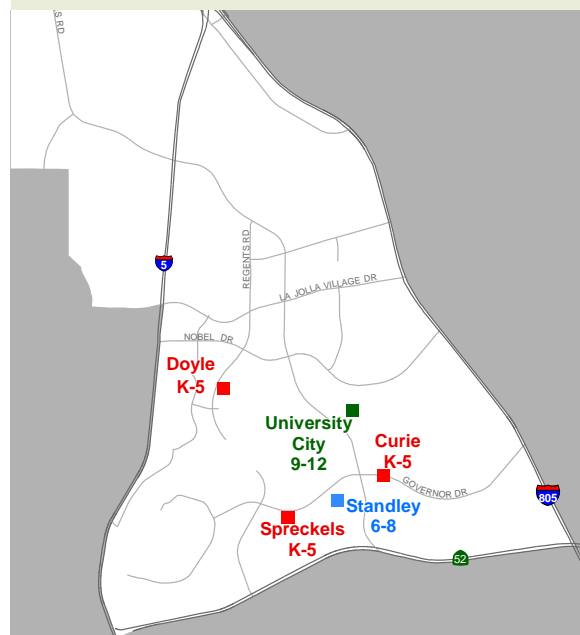 S RD
5
REGENTS RD
LA JOLLA VILLAGE DR
NOBEL DR
Doyle
K-5
University
City
9-12
Curie
K-5
GOVERNOR DR
805
Standley
6-8
Spreckels
K-5
52